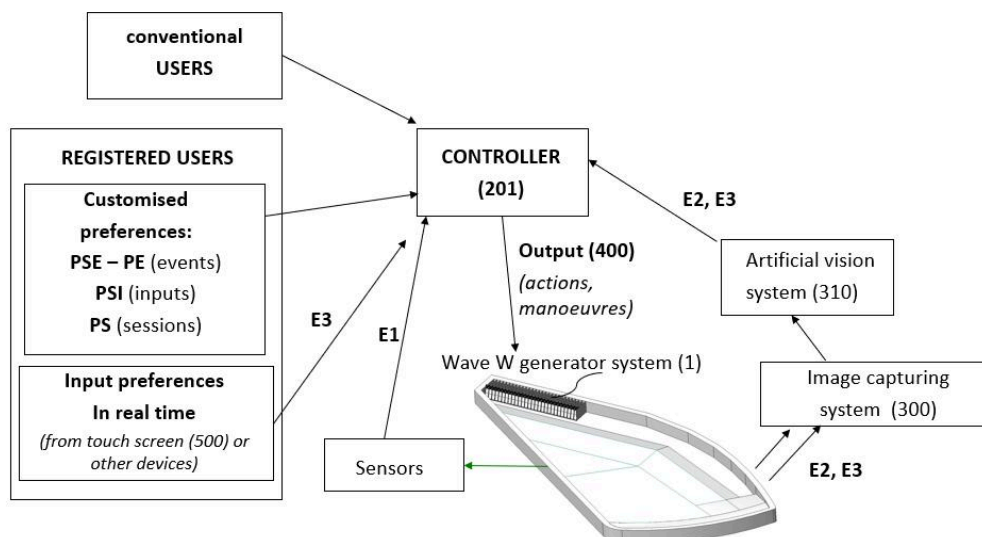 conventional
USERS
REGISTERED USERS
Customised
preferences:
PSE – PE (events)
PSI (inputs)
PS (sessions)
Input preferences
In real time
(from touch screen (500) or
other devices)
E3
E1
CONTROLLER
(201)
Output (400)
(actions,
manoeuvres)
E2, E3
Artificial vision
system (310)
Wave W generator system (1)
Image capturing
system (300)
Sensors
E2, E3